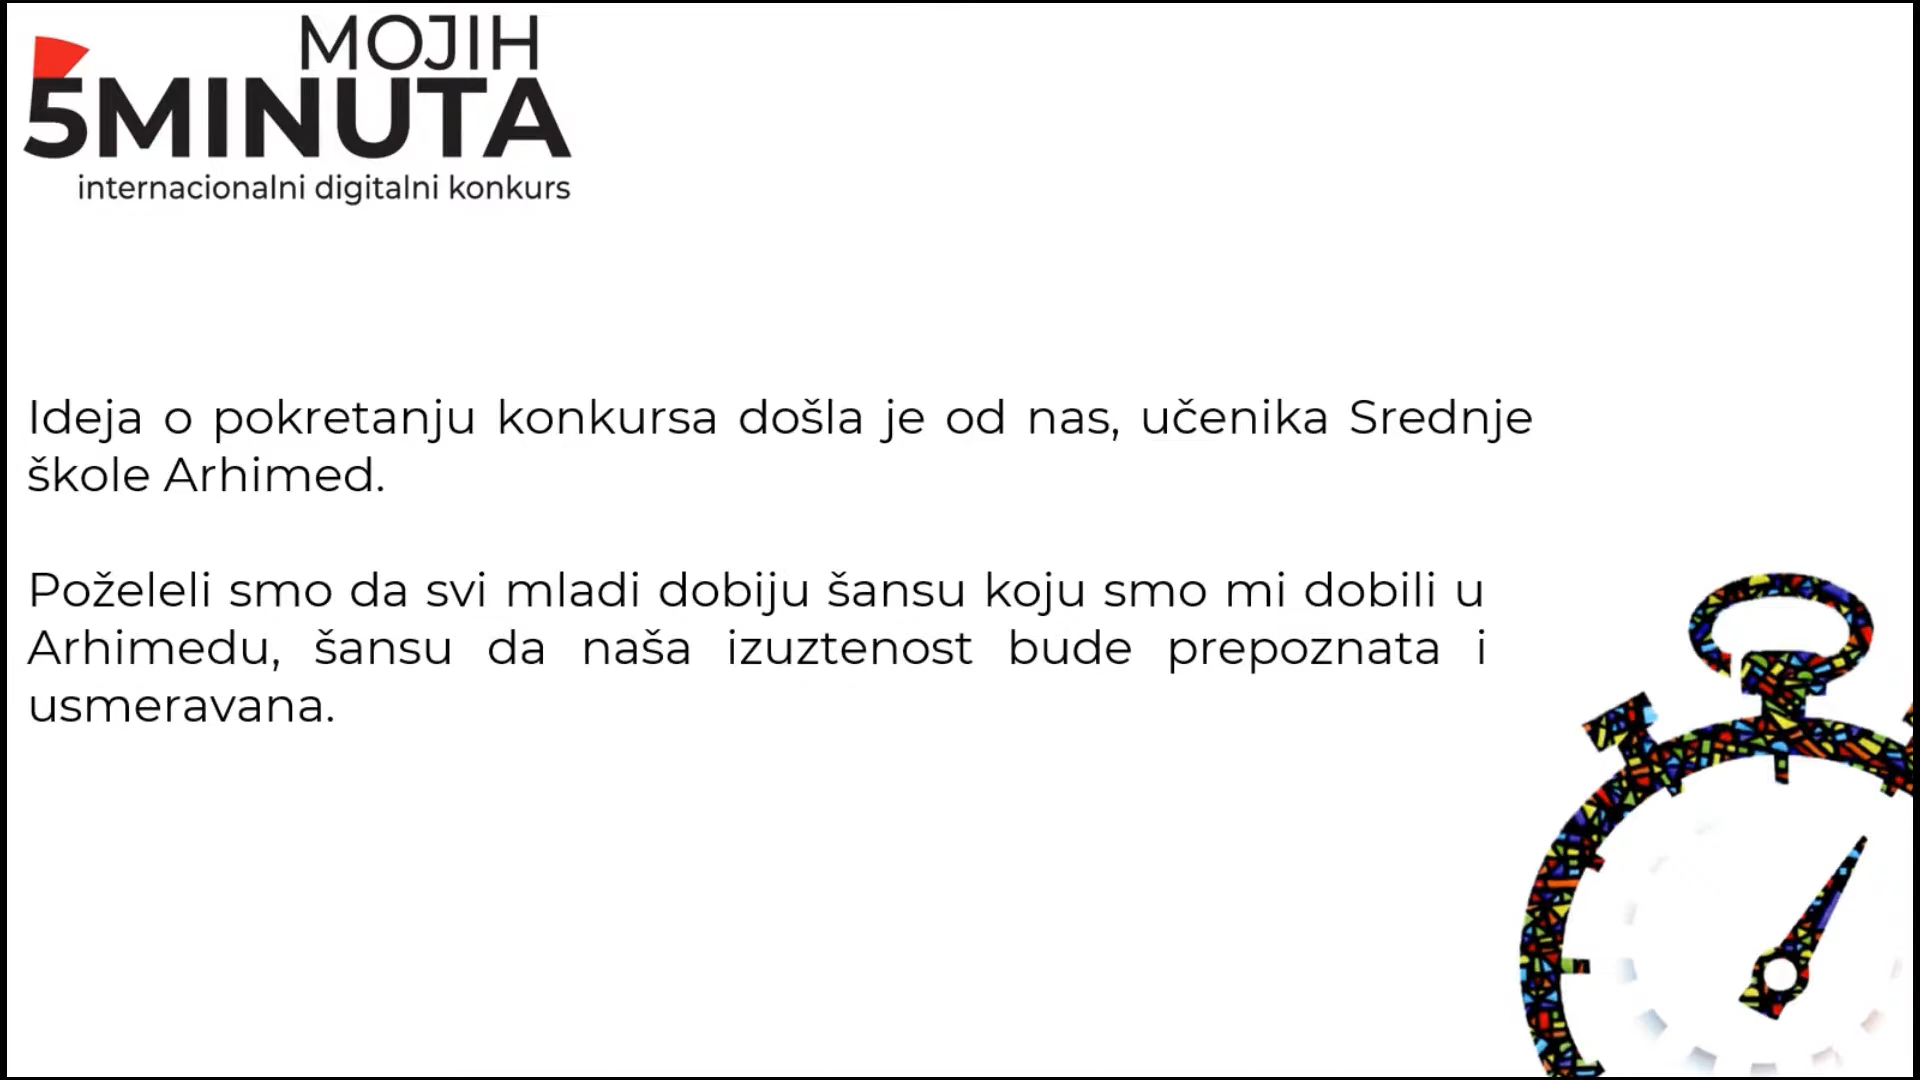 MOJIH
5MINUTA
internacionalni digitalni konkurs
Ideja o pokretanju konkursa došla je od nas, učenika Srednje
škole Arhimed.
Poželeli smo da svi mladi dobiju šansu koju smo mi dobili u
Arhimedu, šansu da naša izuztenost bude prepoznata i
usmeravana.